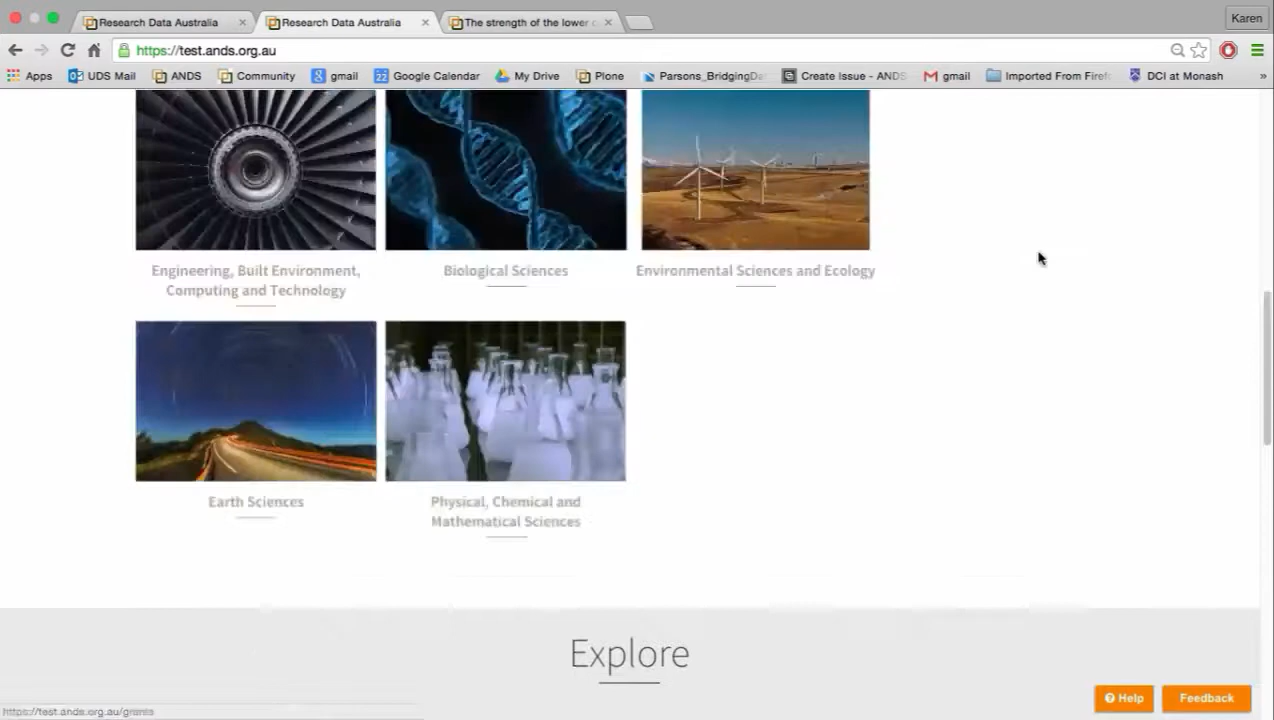 Research Data Australia
Research Data Australia
The strength of the lower
Karen
https://test.ands.org.au
Apps
UDS Mail
ANDS
Community
gmail
Google Calendar
My Drive
Plone
Parsons_BridgingDa
Create Issue - ANDS
gmail
Imported From Firef
DCI at Monash
»
Engineering, Built Environment,
Computing and Technology
Biological Sciences
Environmental Sciences and Ecology
Earth Sciences
Physical, Chemical and
Mathematical Sciences
Explore
Help
Feedback
https://test.ands.org.au/grants